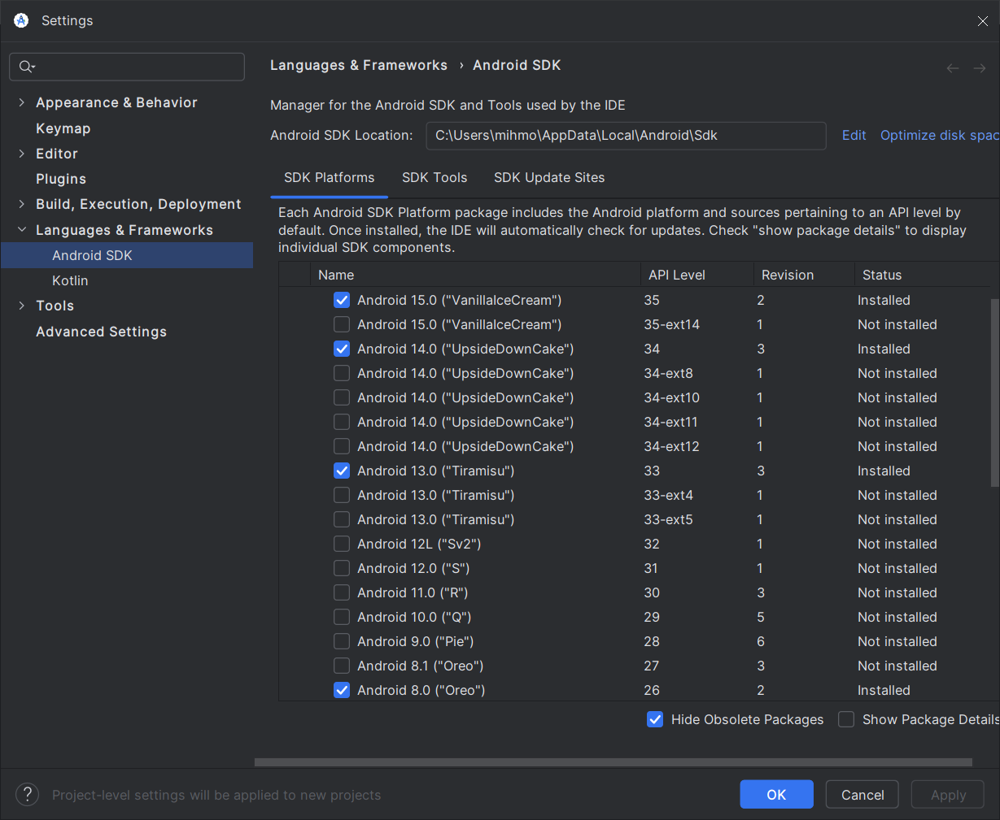 Settings
Languages & Frameworks › Android SDK
Appearance & Behavior
Keymap
Editor
Plugins
Build, Execution, Deployment
Languages & Frameworks
Android SDK
Kotlin
Tools
Advanced Settings
Manager for the Android SDK and Tools used by the IDE
Android SDK Location: C:\Users\mihmo\AppData\Local\Android\Sdk Edit Optimize disk spac
SDK Platforms SDK Tools SDK Update Sites
Each Android SDK Platform package includes the Android platform and sources pertaining to an API level by
default. Once installed, the IDE will automatically check for updates. Check "show package details" to display
individual SDK components.
Name API Level Revision Status
Android 15.0 ("VanillaIceCream") 35 2 Installed
Android 15.0 ("VanillaIceCream") 35-ext14 1 Not installed
Android 14.0 ("UpsideDownCake") 34 3 Installed
Android 14.0 ("UpsideDownCake") 34-ext8 1 Not installed
Android 14.0 ("UpsideDownCake") 34-ext10 1 Not installed
Android 14.0 ("UpsideDownCake") 34-ext11 1 Not installed
Android 14.0 ("UpsideDownCake") 34-ext12 1 Not installed
Android 13.0 ("Tiramisu") 33 3 Installed
Android 13.0 ("Tiramisu") 33-ext4 1 Not installed
Android 13.0 ("Tiramisu") 33-ext5 1 Not installed
Android 12L ("Sv2") 32 1 Not installed
Android 12.0 ("S") 31 1 Not installed
Android 11.0 ("R") 30 3 Not installed
Android 10.0 ("Q") 29 5 Not installed
Android 9.0 ("Pie") 28 6 Not installed
Android 8.1 ("Oreo") 27 3 Not installed
Android 8.0 ("Oreo") 26 2 Installed
Hide Obsolete Packages Show Package Details
? Project-level settings will be applied to new projects OK Cancel Apply